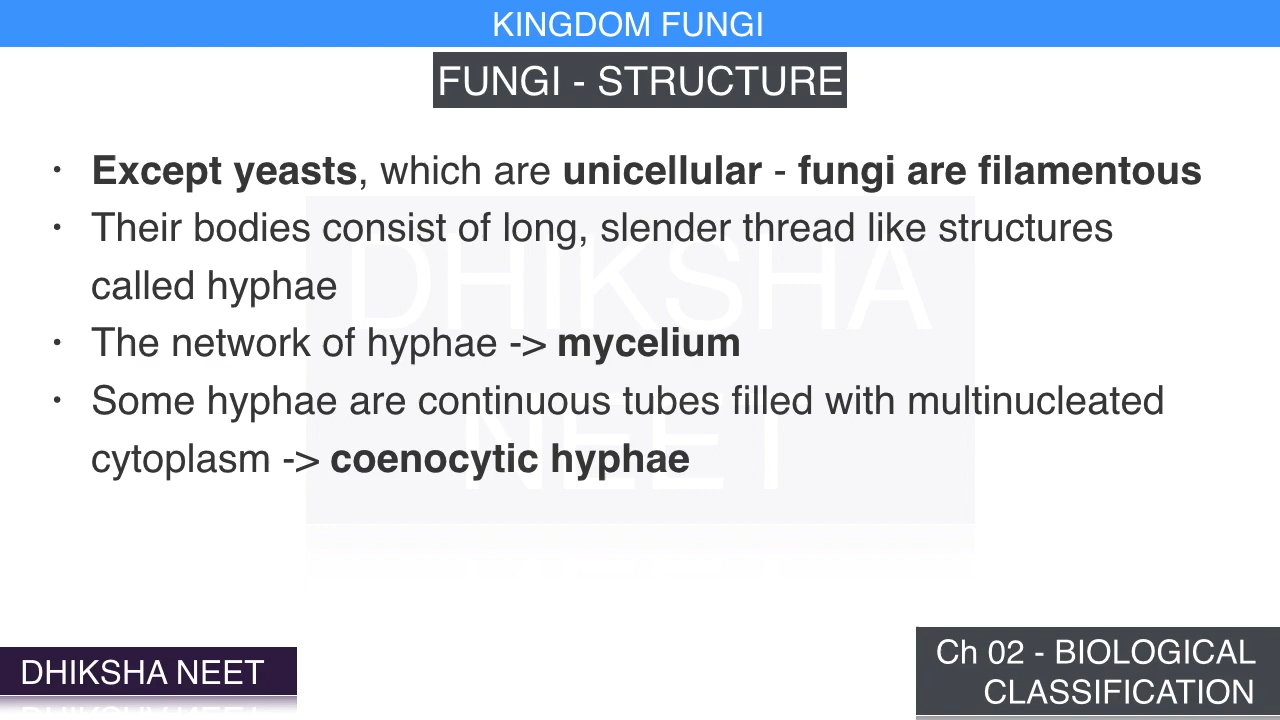 KINGDOM FUNGI
FUNGI - STRUCTURE
• Except yeasts, which are unicellular - fungi are filamentous
• Their bodies consist of long, slender thread like structures
called hyphae
• The network of hyphae -> mycelium
• Some hyphae are continuous tubes filled with multinucleated
cytoplasm -> coenocytic hyphae
DHIKSHA
NEET
DHIKSHA NEET
Ch 02 - BIOLOGICAL
CLASSIFICATION